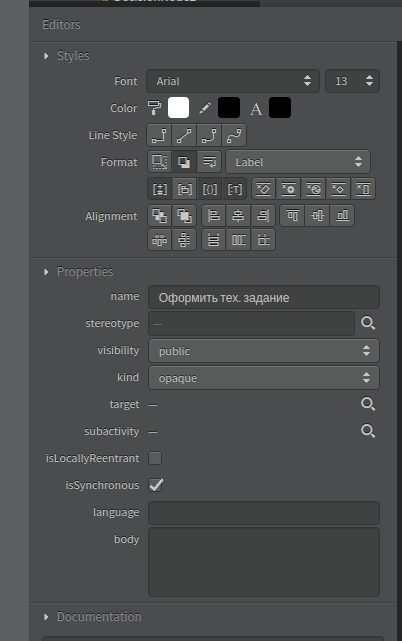 Editors
Styles
Font Arial 13
Color A
Line Style
Format Label
Alignment
Properties
name Оформить тех. задание
stereotype —
visibility public
kind opaque
target —
subactivity —
isLocallyReentrant
isSynchronous
language
body
Documentation